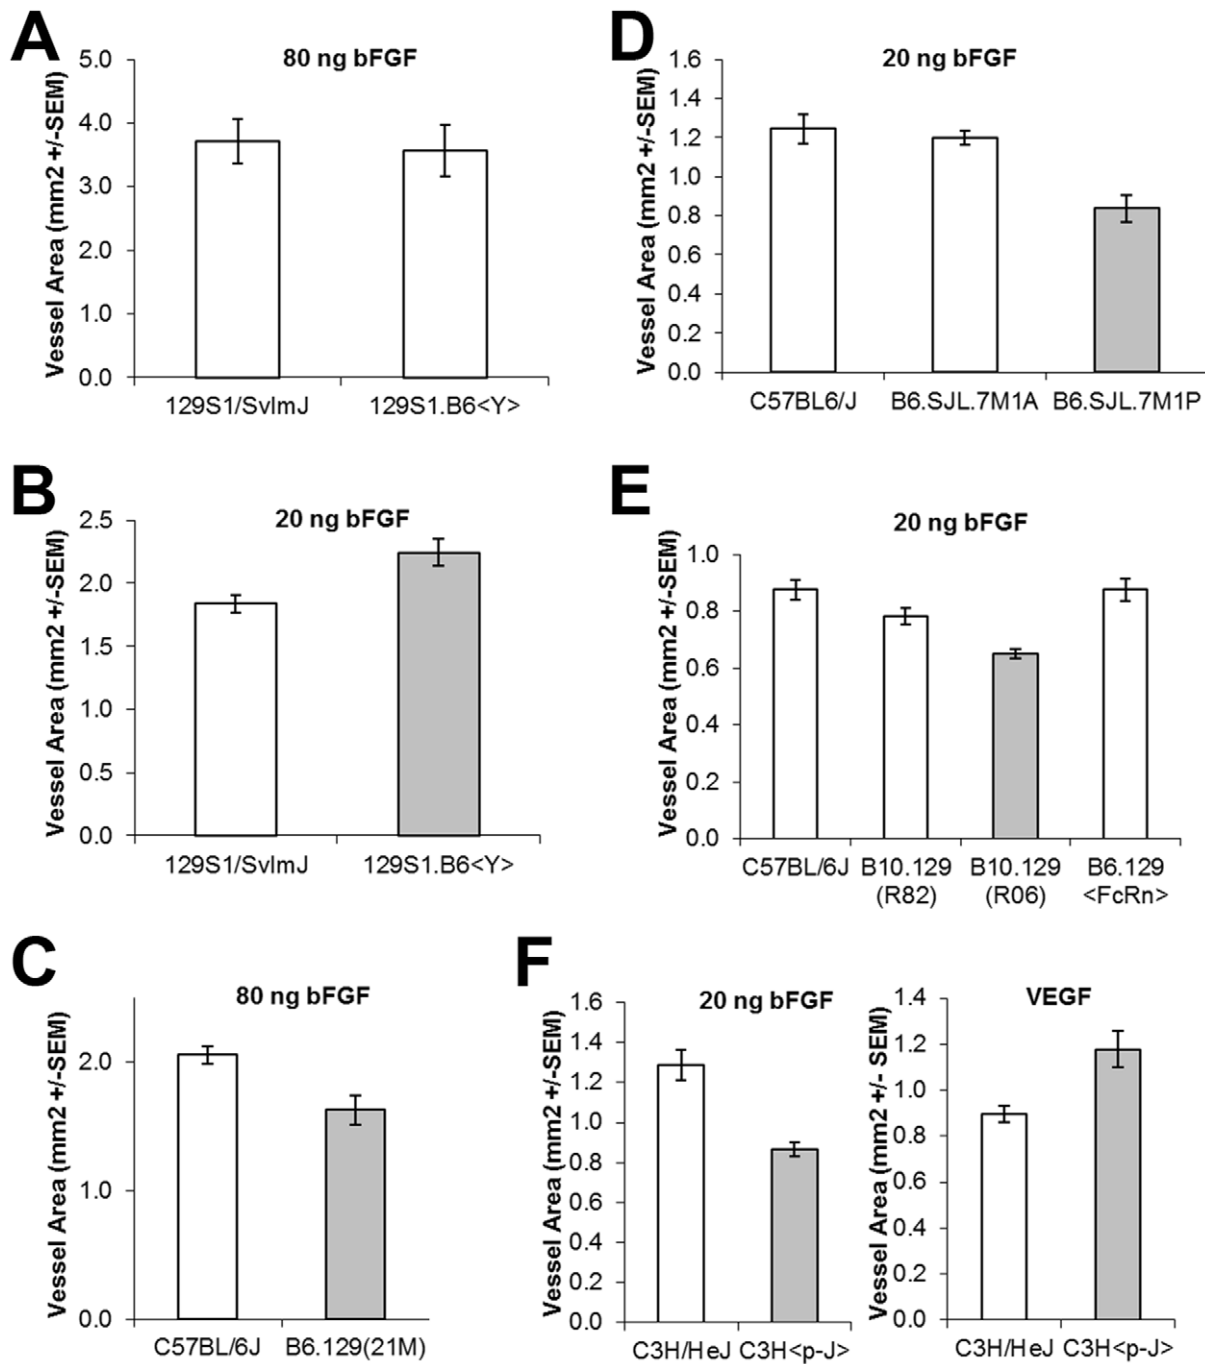 A
80 ng bFGF
Vessel Area (mm2 +/-SEM)
5.0
4.0
3.0
2.0
1.0
0.0
129S1/SvImJ
129S1.B6<Y>
B
20 ng bFGF
Vessel Area (mm2 +/-SEM)
2.5
2.0
1.5
1.0
0.5
0.0
129S1/SvImJ
129S1.B6<Y>
C
80 ng bFGF
Vessel Area (mm2 +/-SEM)
2.0
1.0
0.0
C57BL/6J
B6.129(21M)
D
20 ng bFGF
Vessel Area (mm2 +/-SEM)
1.6
1.4
1.2
1.0
0.8
0.6
0.4
0.2
0.0
C57BL6/J
B6.SJL.7M1A
B6.SJL.7M1P
E
20 ng bFGF
Vessel Area (mm2 +/-SEM)
1.0
0.8
0.6
0.4
0.2
0.0
C57BL/6J
B10.129
(R82)
B10.129
(R06)
B6.129
<FcRn>
F
20 ng bFGF
Vessel Area (mm2 +/-SEM)
1.6
1.4
1.2
1.0
0.8
0.6
0.4
0.2
0.0
C3H/HeJ
C3H<p-J>
VEGF
Vessel Area (mm2 +/- SEM)
1.4
1.2
1.0
0.8
0.6
0.4
0.2
0.0
C3H/HeJ
C3H<p-J>